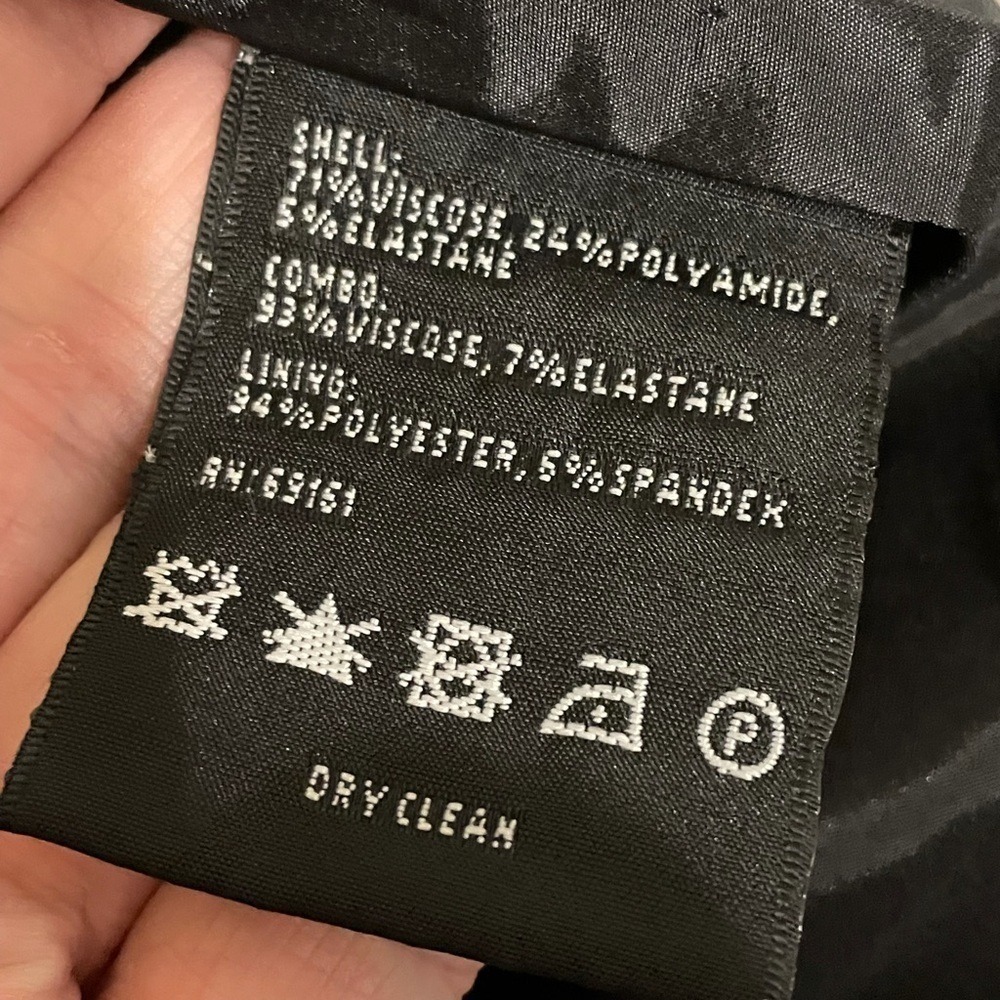 SHELL:
71% VISCOSE, 24% POLYAMIDE,
5% ELASTANE
COMBO.
93% VISCOSE, 7% ELASTANE
LINING:
94% POLYESTER, 6% SPANDEX
RN: 69161
P
DRY CLEAN